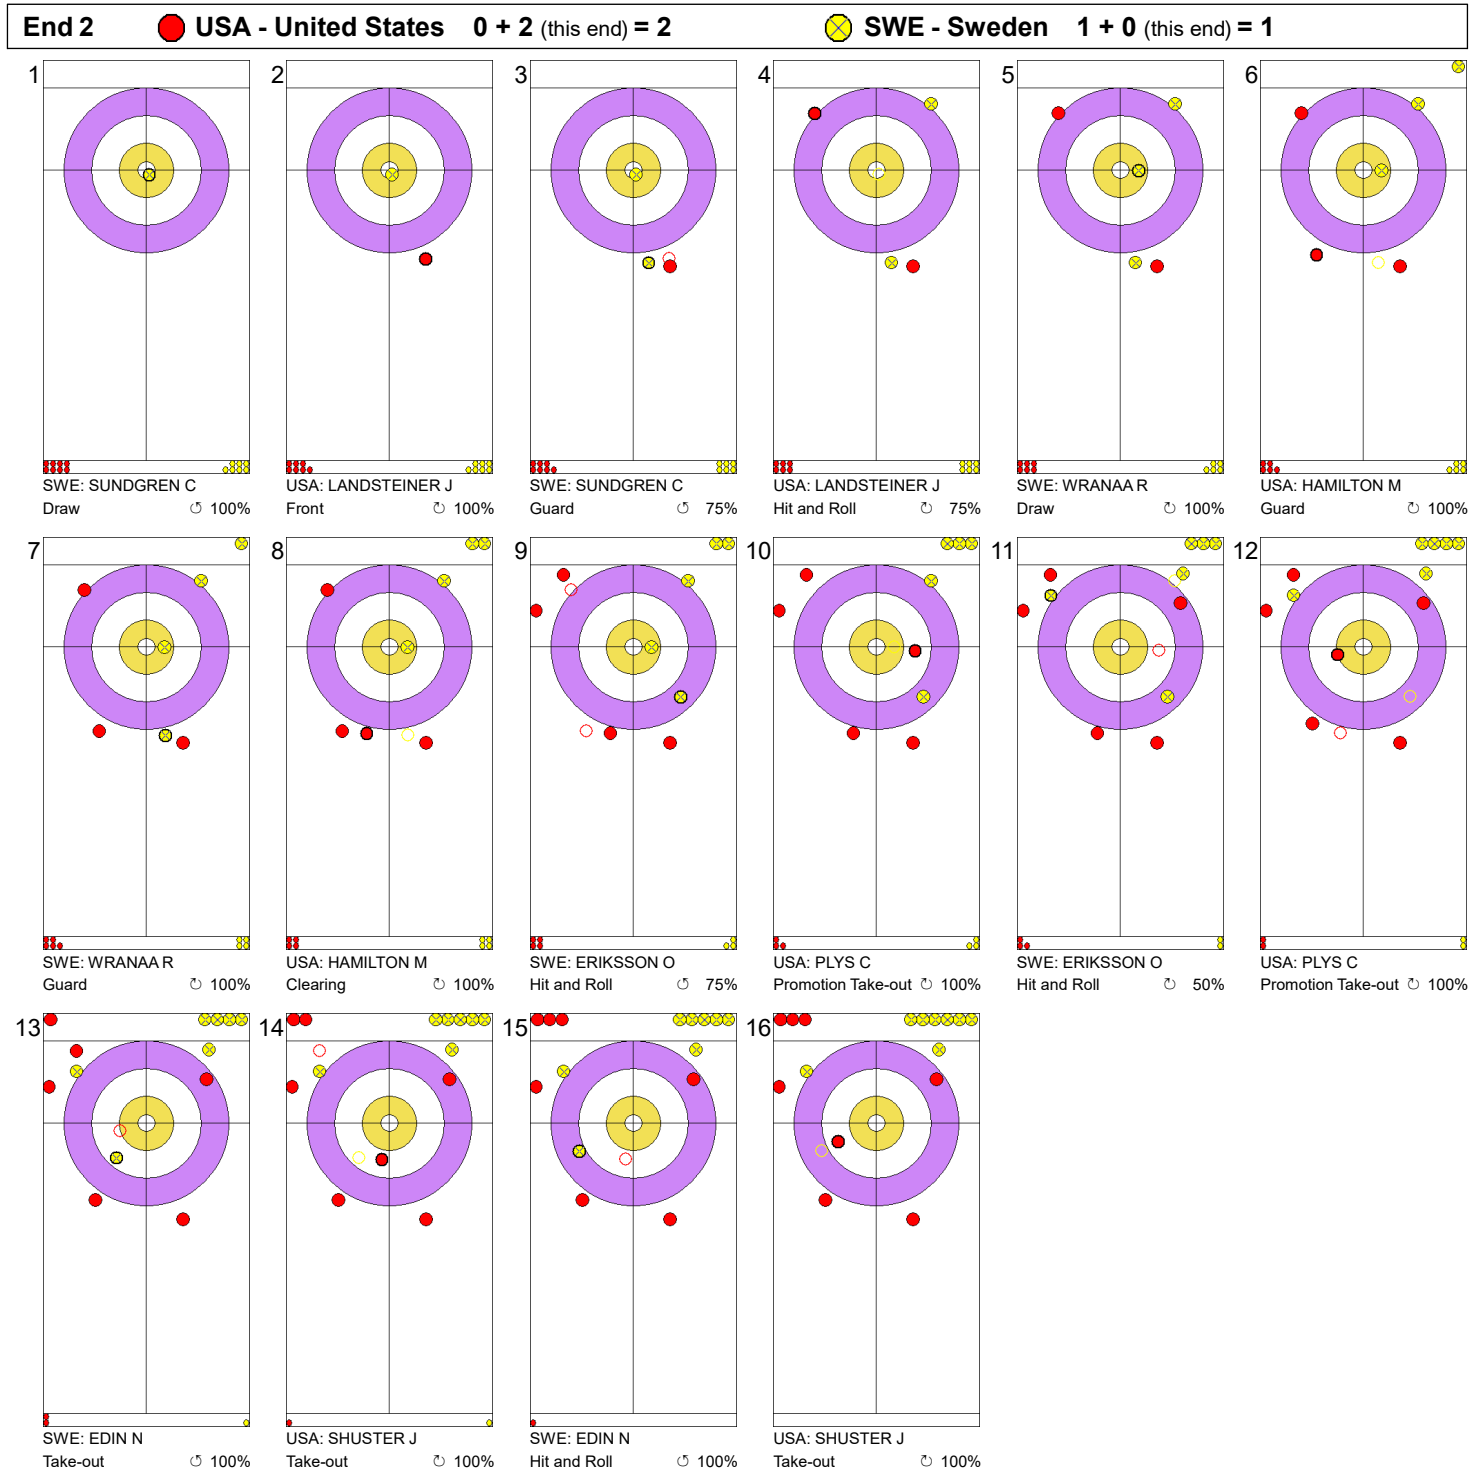 End 2 USA - United States 0 + 2 (this end) = 2 SWE - Sweden 1 + 0 (this end) = 1
1 2 3 4 5 6
SWE: SUNDGREN C USA: LANDSTEINER J SWE: SUNDGREN C USA: LANDSTEINER J SWE: WRANAA R USA: HAMILTON M
Draw ↺ 100% Front ↻ 100% Guard ↺ 75% Hit and Roll ↻ 75% Draw ↻ 100% Guard ↻ 100%
7 8 9 10 11 12
SWE: WRANAA R USA: HAMILTON M SWE: ERIKSSON O USA: PLYS C SWE: ERIKSSON O USA: PLYS C
Guard ↻ 100% Clearing ↻ 100% Hit and Roll ↺ 75% Promotion Take-out ↻ 100% Hit and Roll ↻ 50% Promotion Take-out ↻ 100%
13 14 15 16
SWE: EDIN N USA: SHUSTER J SWE: EDIN N USA: SHUSTER J
Take-out ↺ 100% Take-out ↺ 100% Hit and Roll ↺ 100% Take-out ↺ 100%